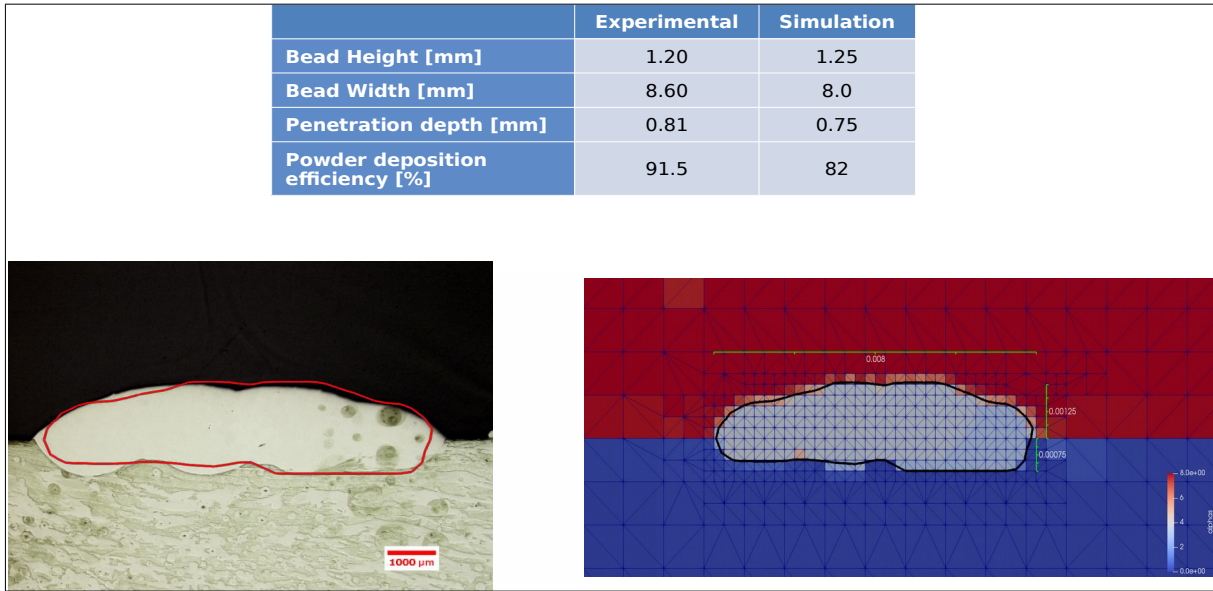 Experimental Simulation
Bead Height [mm] 1.20 1.25
Bead Width [mm] 8.60 8.0
Penetration depth [mm] 0.81 0.75
Powder deposition
efficiency [%] 91.5 82
0.008
0.00125
0.00075
1000 μm
8.0e+00
6
4
2
0.0e+00
alphas